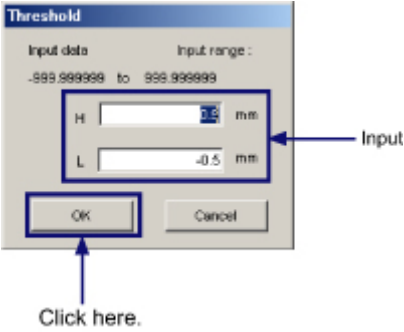 Threshold
Input data Input range :
-999.999999 to 999.999999
H 0.5 mm
Input
L -0.5 mm
OK Cancel
Click here.